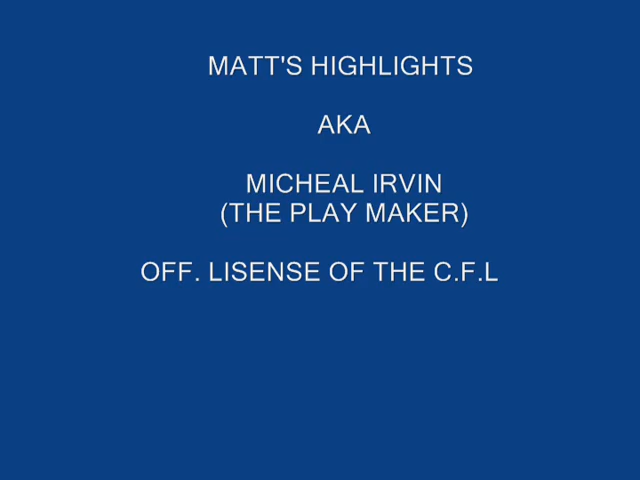 MATT'S HIGHLIGHTS
AKA
MICHEAL IRVIN
(THE PLAY MAKER)
OFF. LISENSE OF THE C.F.L